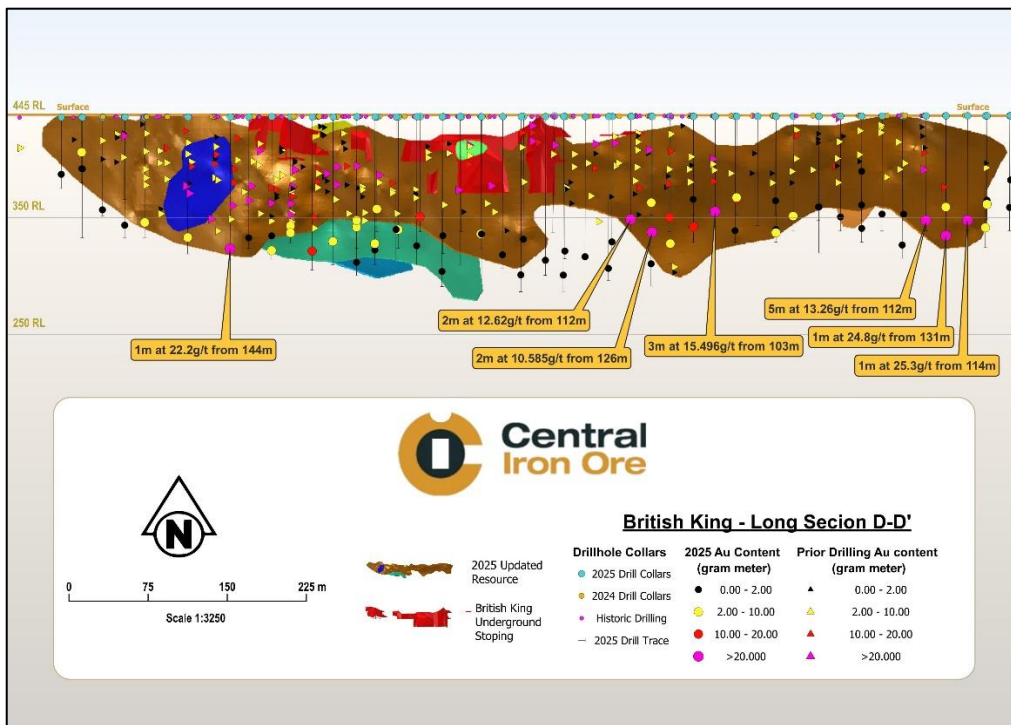 445 RL
Surface
Surface
350 RL
250 RL
1m at 22.2g/t from 144m
2m at 12.62g/t from 112m
2m at 10.585g/t from 126m
3m at 15.496g/t from 103m
5m at 13.26g/t from 112m
1m at 24.8g/t from 131m
1m at 25.3g/t from 114m
Central
Iron Ore
N
0 75 150 225 m
Scale 1:3250
British King - Long Secion D-D'
2025 Updated
Resource
British King
Underground
Stoping
Drillhole Collars
2025 Drill Collars
2024 Drill Collars
Historic Drilling
2025 Drill Trace
2025 Au Content
(gram meter)
0.00 - 2.00
2.00 - 10.00
10.00 - 20.00
>20.000
Prior Drilling Au content
(gram meter)
0.00 - 2.00
2.00 - 10.00
10.00 - 20.00
>20.000